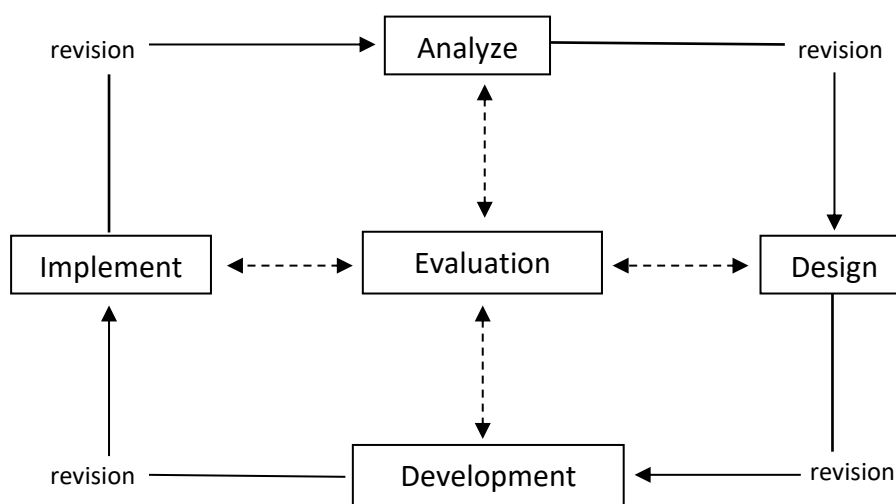 revision
Analyze
revision
Implement
Evaluation
Design
revision
Development
revision